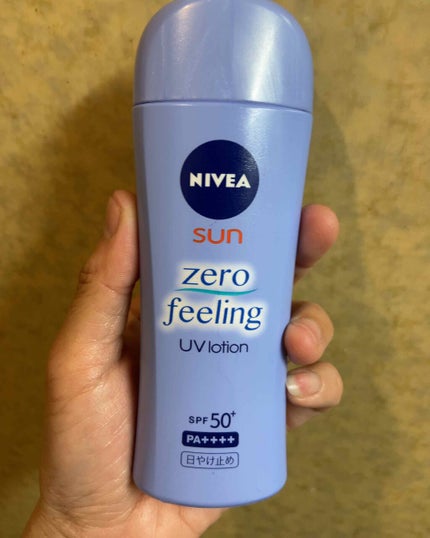 NIVEA
sun
zero
feeling
UV lotion
SPF 50+
PA++++
日やけ止め